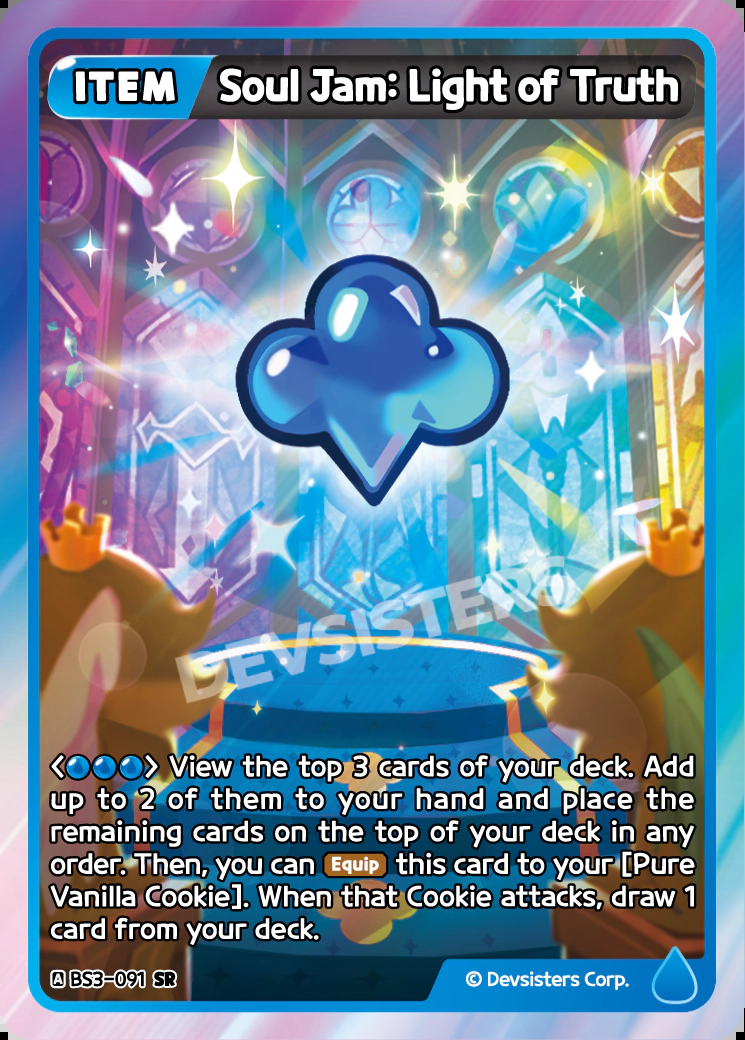 ITEM Soul Jam: Light of Truth
DEVSISTERS
<💧💧💧> View the top 3 cards of your deck. Add
up to 2 of them to your hand and place the
remaining cards on the top of your deck in any
order. Then, you can Equip this card to your [Pure
Vanilla Cookie]. When that Cookie attacks, draw 1
card from your deck.
A BS3-091 SR © Devsisters Corp.